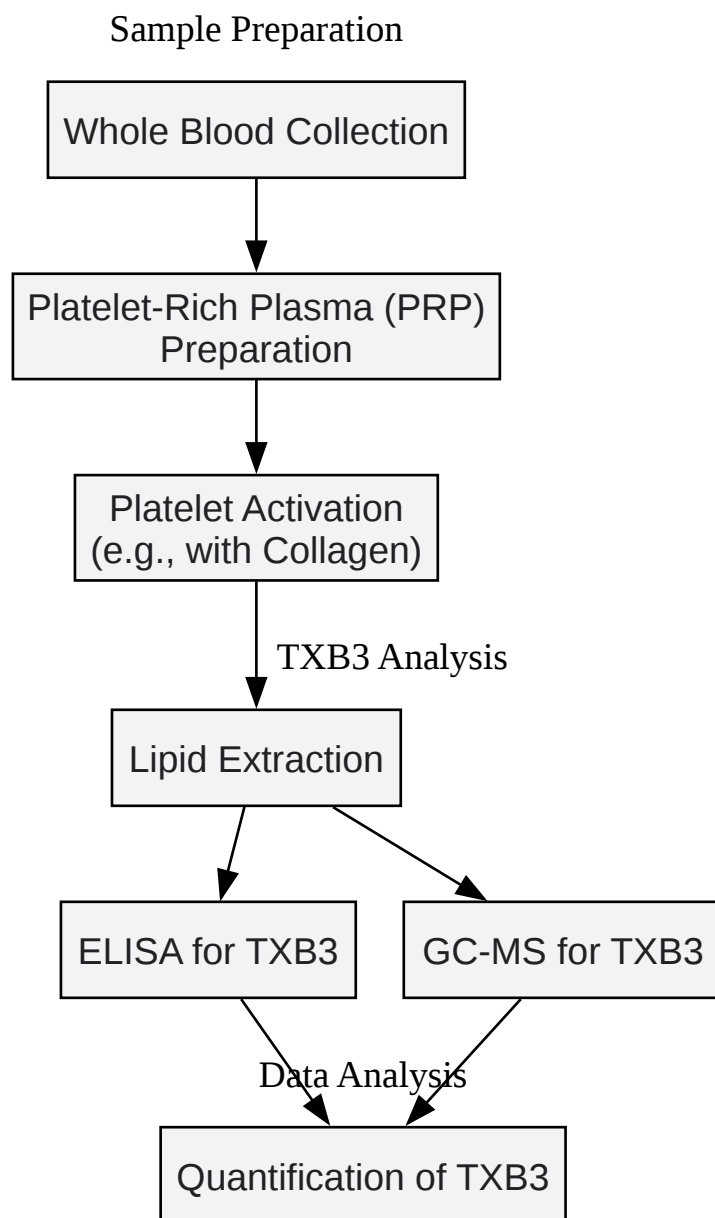 Sample Preparation
Whole Blood Collection
Platelet-Rich Plasma (PRP)
Preparation
Platelet Activation
(e.g., with Collagen)
TXB3 Analysis
Lipid Extraction
ELISA for TXB3
GC-MS for TXB3
Data Analysis
Quantification of TXB3